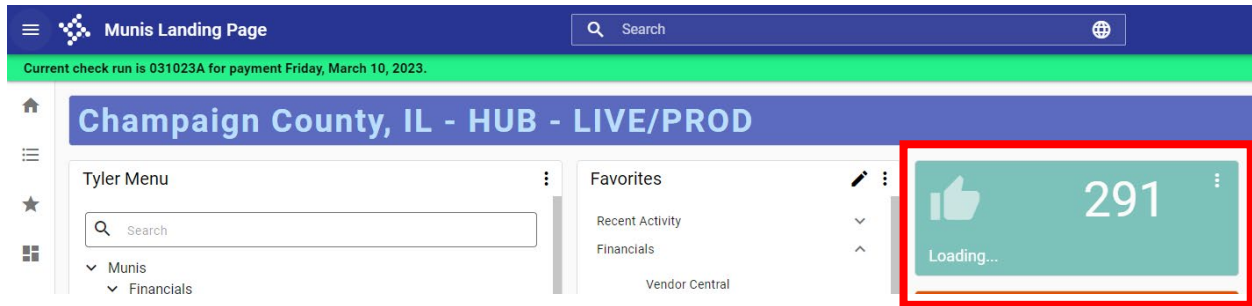 Munis Landing Page
Search
Current check run is 031023A for payment Friday, March 10, 2023.
Champaign County, IL - HUB - LIVE/PROD
Tyler Menu
Search
Munis
Financials
Favorites
Recent Activity
Financials
Vendor Central
291
Loading...